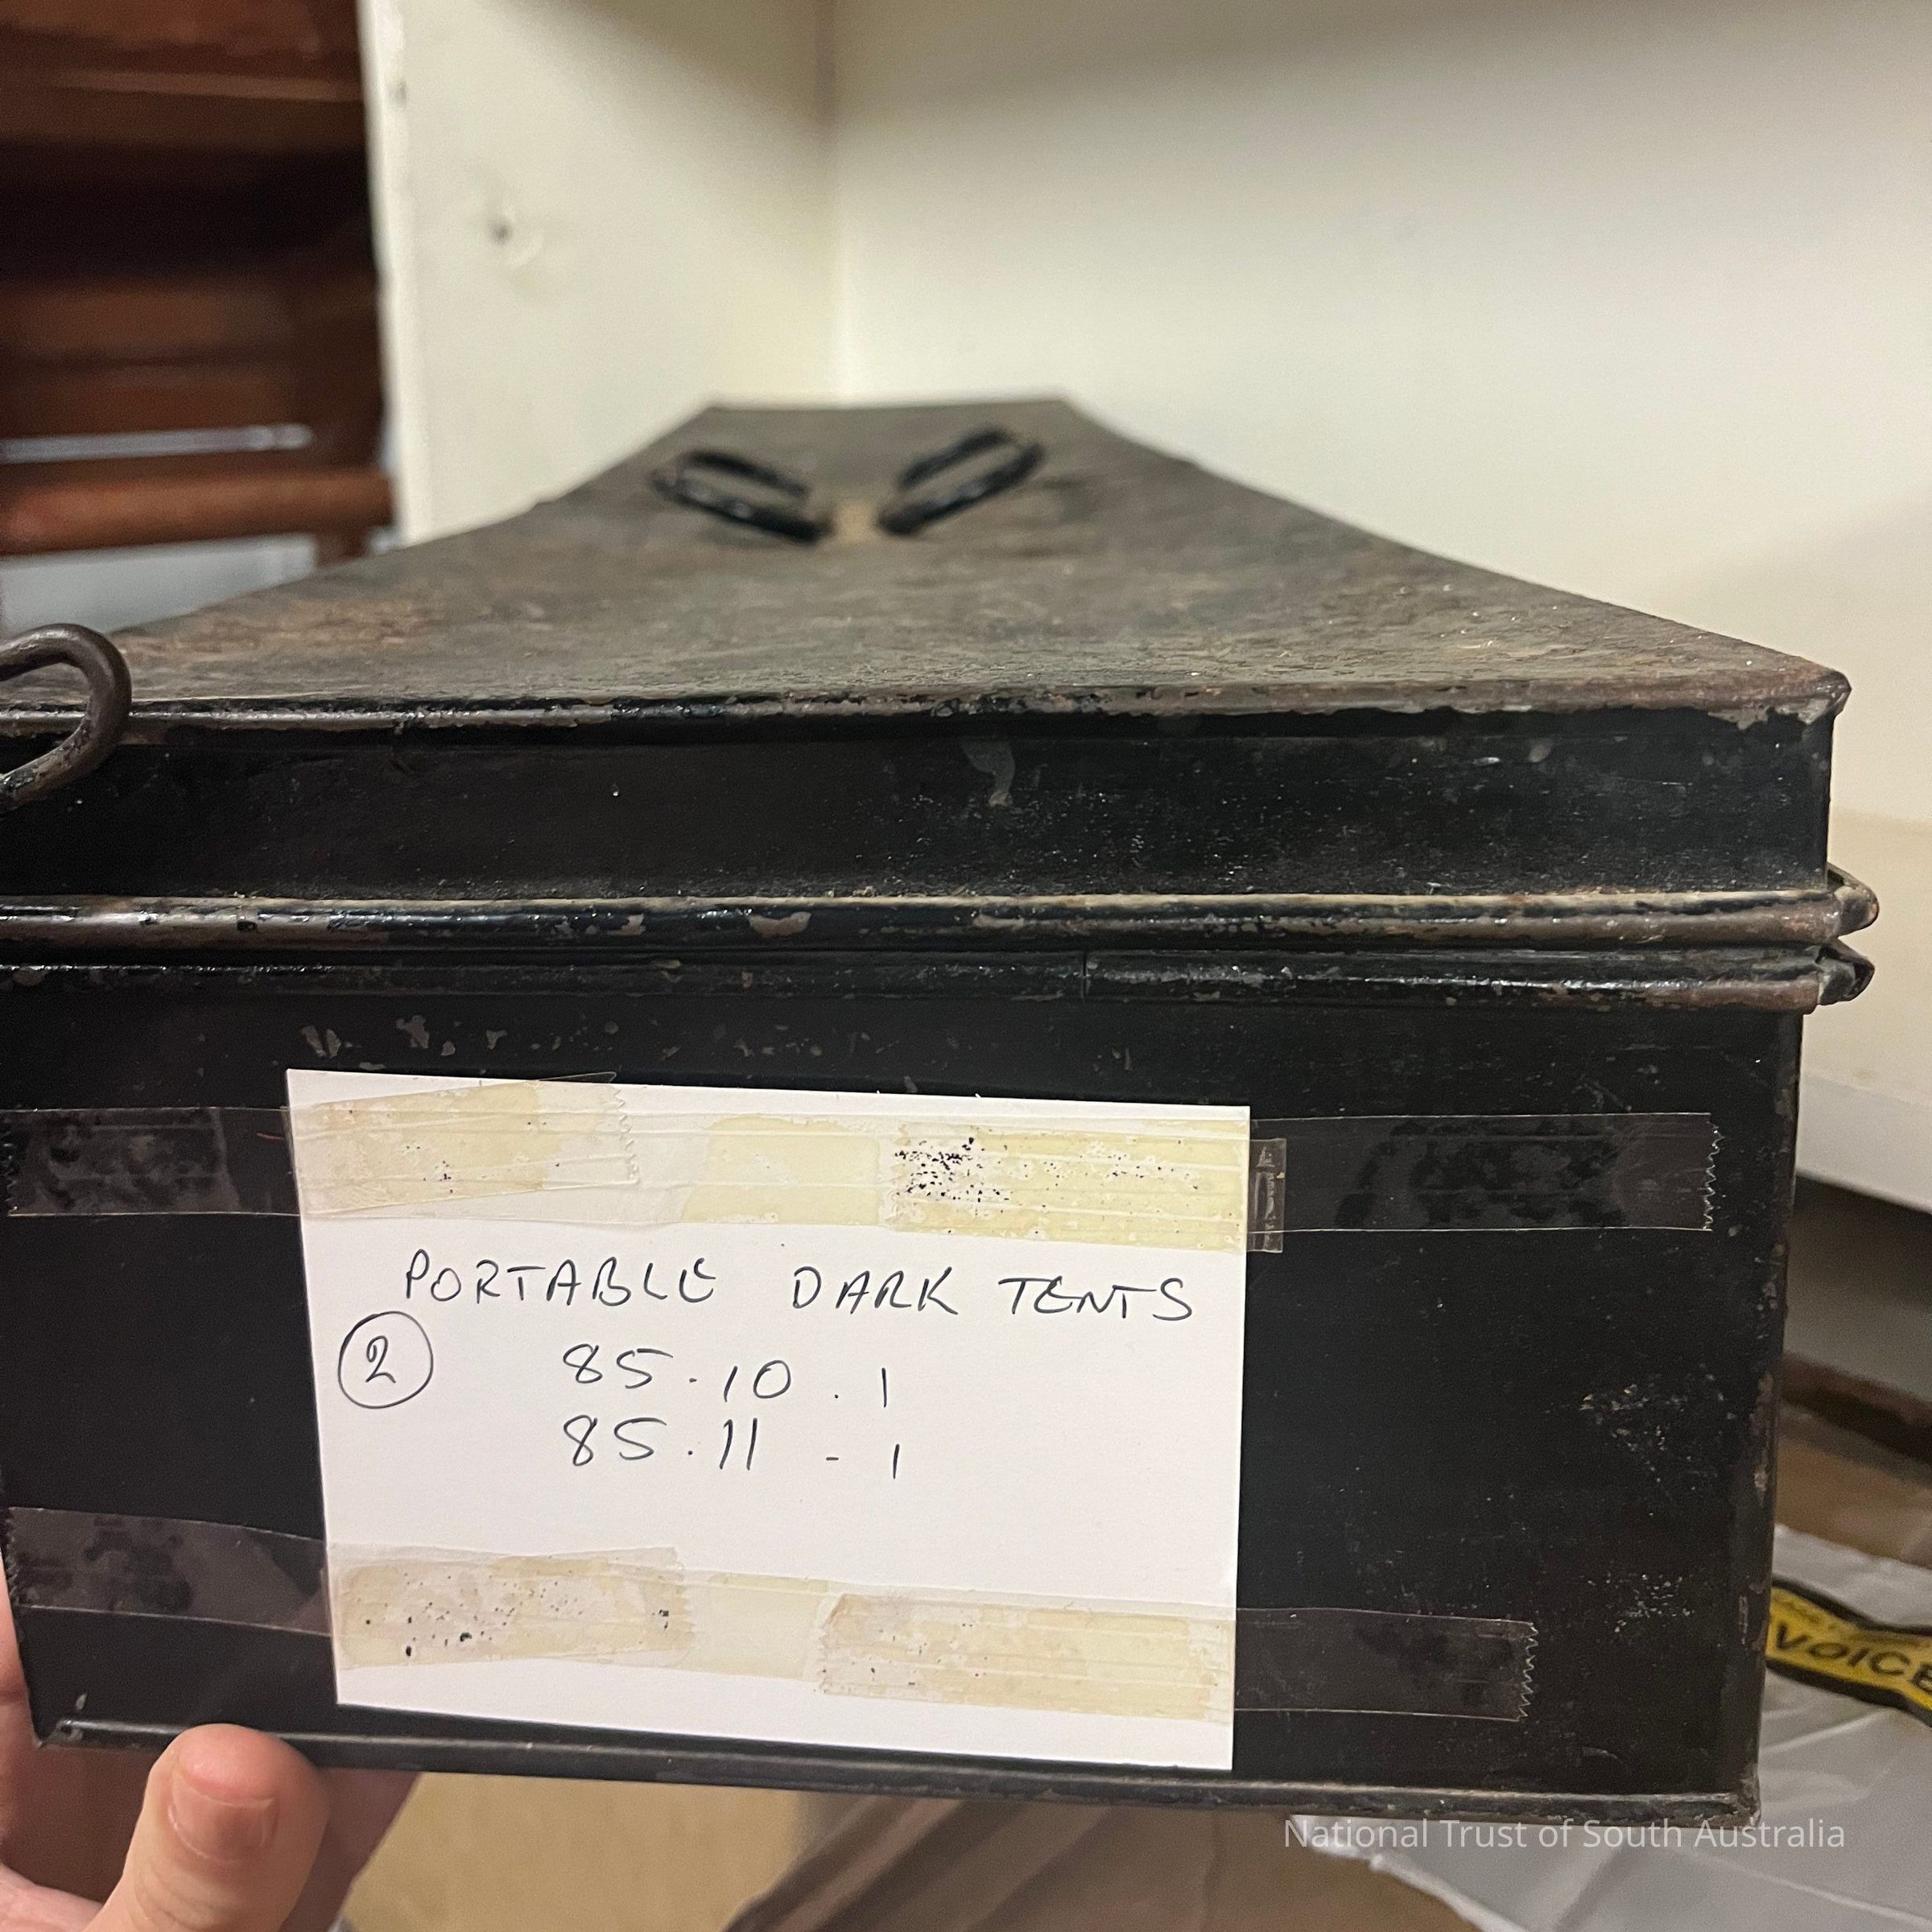 PORTABLE DARK TENTS
② 85.10.1
85.11-1
VOICE
National Trust of South Australia